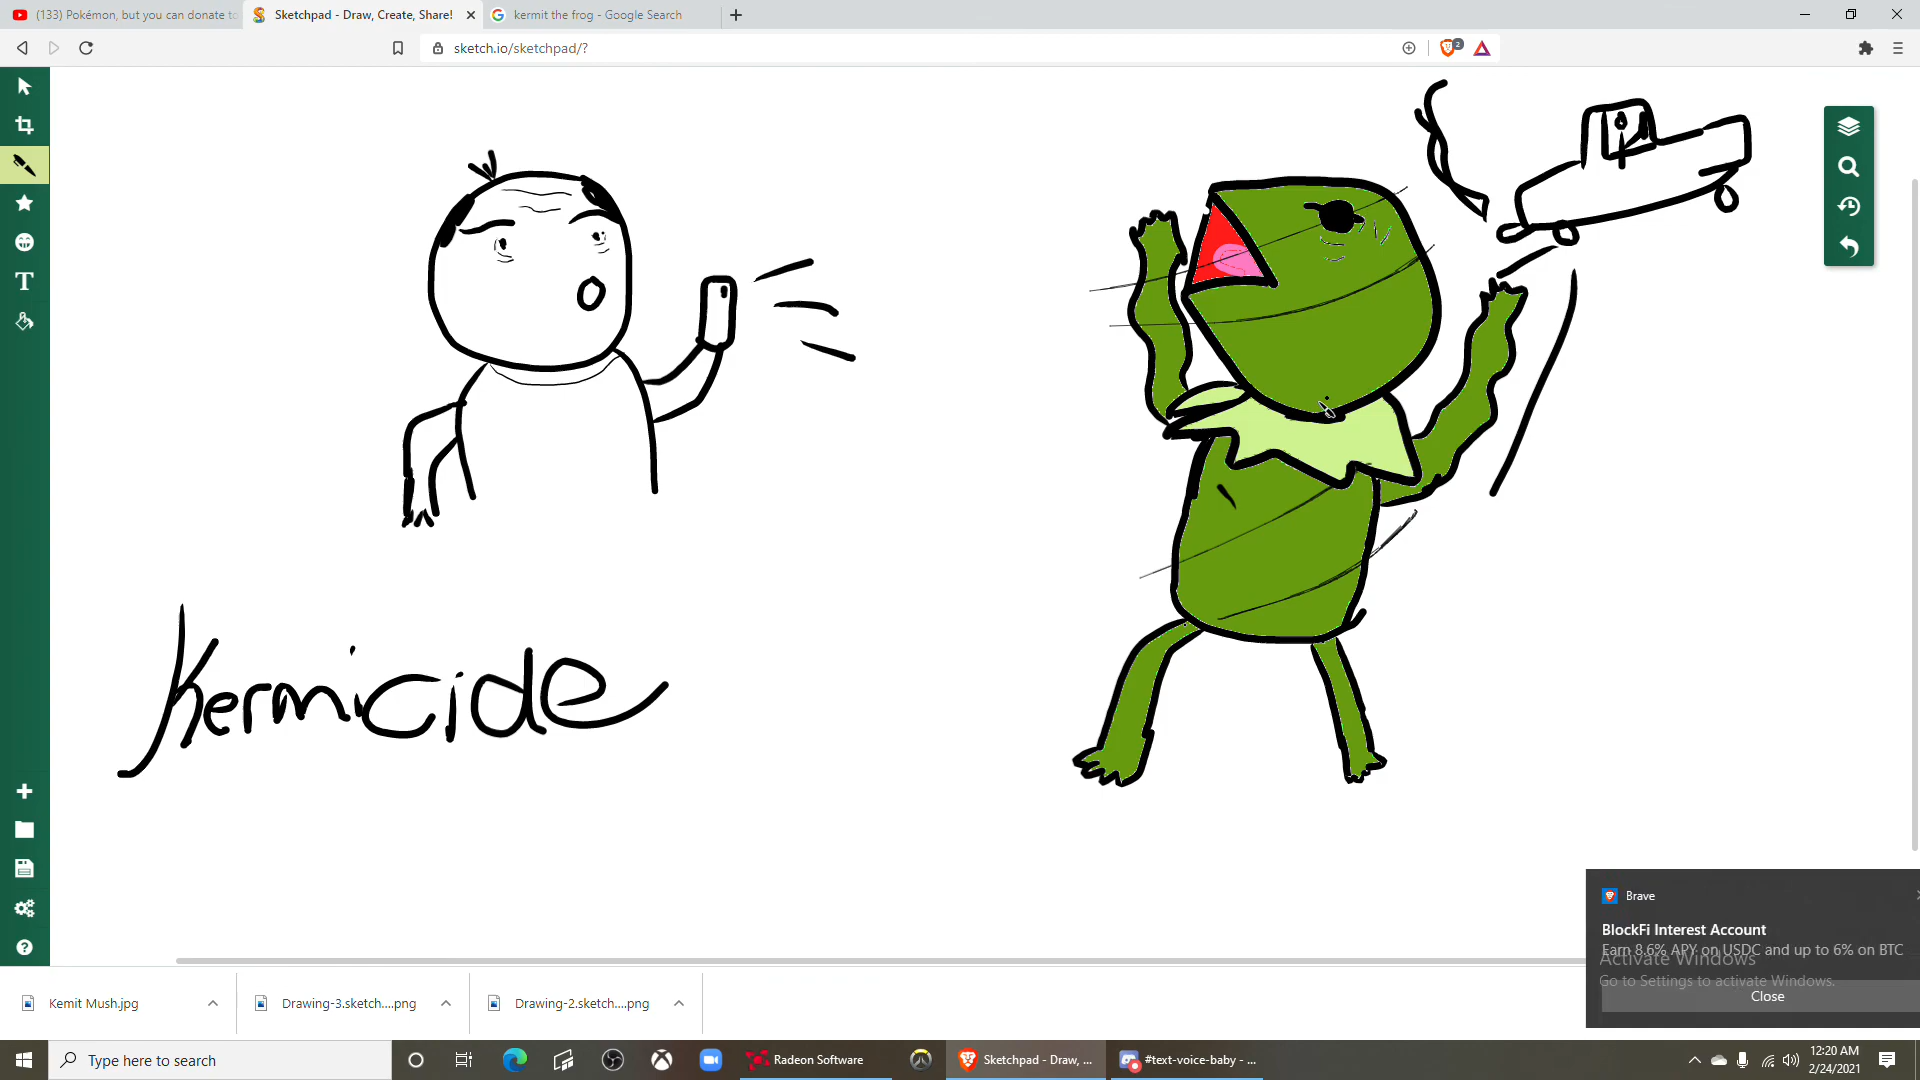 (133) Pokémon, but you can donate to
Sketchpad - Draw, Create, Share!
kermit the frog - Google Search
sketch.io/sketchpad/?
2
T
Kermicide
Brave
BlockFi Interest Account
Earn 8.6% APY on USDC and up to 6% on BTC
Activate Windows
Go to Settings to activate Windows.
Close
Kemit Mush.jpg
Drawing-3.sketch....png
Drawing-2.sketch....png
Type here to search
Radeon Software
Sketchpad - Draw, ...
#text-voice-baby - ...
12:20 AM
2/24/2021